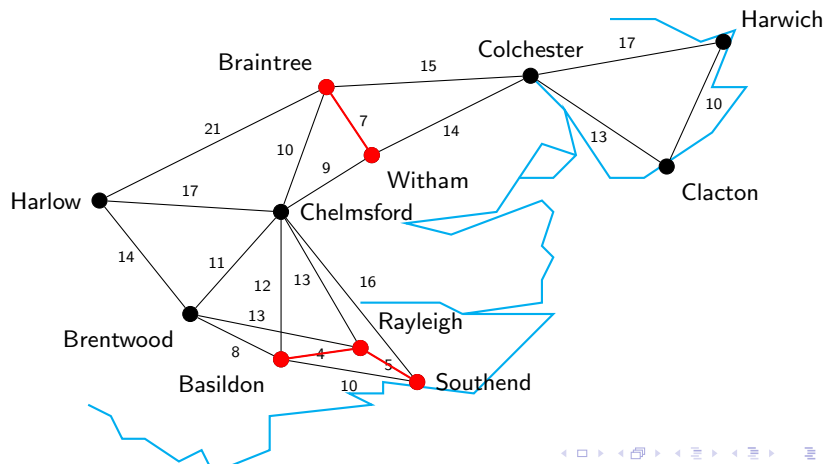 Harwich
17
Colchester
Braintree
15
10
7
21
14
13
10
9
Witham
17
Clacton
Harlow
Chelmsford
14
11
12
13
16
13
Rayleigh
Brentwood
8
4
5
Basildon
10
Southend